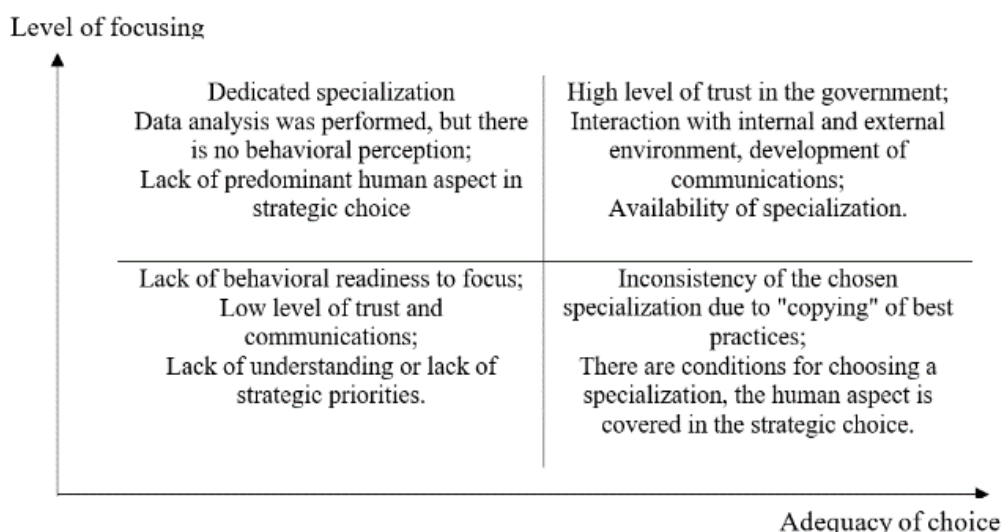 Level of focusing
Dedicated specialization
Data analysis was performed, but there
is no behavioral perception;
Lack of predominant human aspect in
strategic choice
High level of trust in the government;
Interaction with internal and external
environment, development of
communications;
Availability of specialization.
Lack of behavioral readiness to focus;
Low level of trust and
communications;
Lack of understanding or lack of
strategic priorities.
Inconsistency of the chosen
specialization due to "copying" of best
practices;
There are conditions for choosing a
specialization, the human aspect is
covered in the strategic choice.
Adequacy of choice